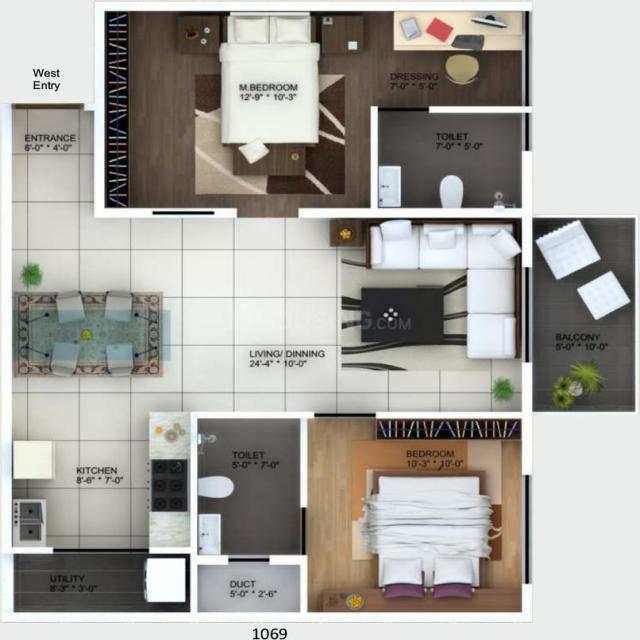 West
Entry
M.BEDROOM
12'-9" * 10'-3"
DRESSING
7'-0" * 5'-0"
ENTRANCE
6'-0" * 4'-0"
TOILET
7'-0" * 5'-0"
HOUSING.COM
BALCONY
5'-0" * 10'-0"
LIVING/ DINNING
24'-4" * 10'-0"
KITCHEN
8'-6" * 7'-0"
TOILET
5'-0" * 7'-0"
BEDROOM
10'-3" * 10'-0"
UTILITY
8'-3" * 3'-0"
DUCT
5'-0" * 2'-6"
1069